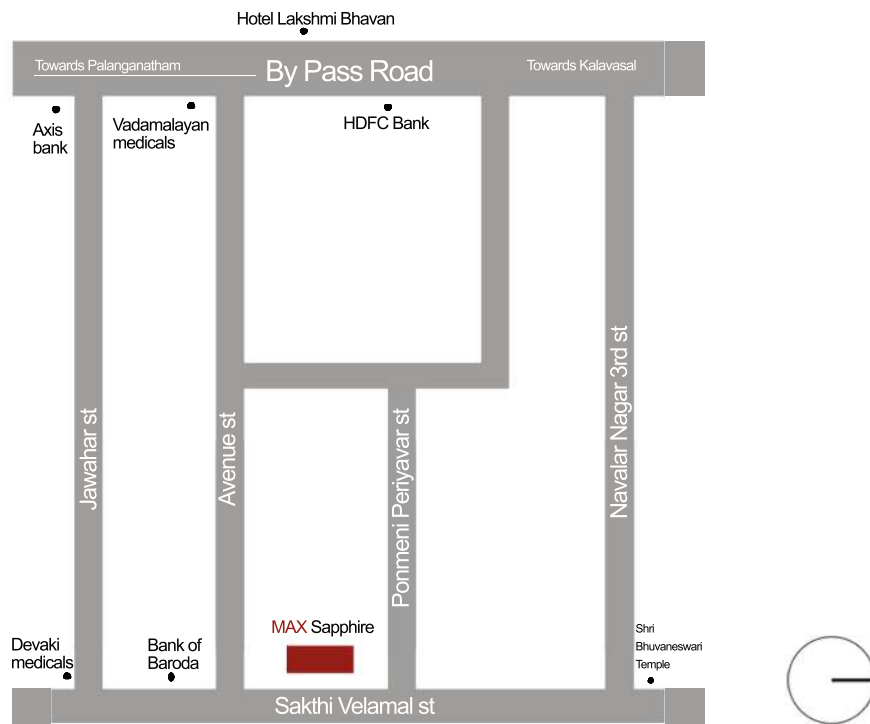 Hotel Lakshmi Bhavan
Towards Palanganatham
By Pass Road
Towards Kalavasal
Axis
bank
Vadamalayan
medicals
HDFC Bank
Jawahar st
Avenue st
Ponmeni Periyavar st
Navalar Nagar 3rd st
MAX Sapphire
Devaki
medicals
Bank of
Baroda
Shri
Bhuvaneswari
Temple
Sakthi Velamal st